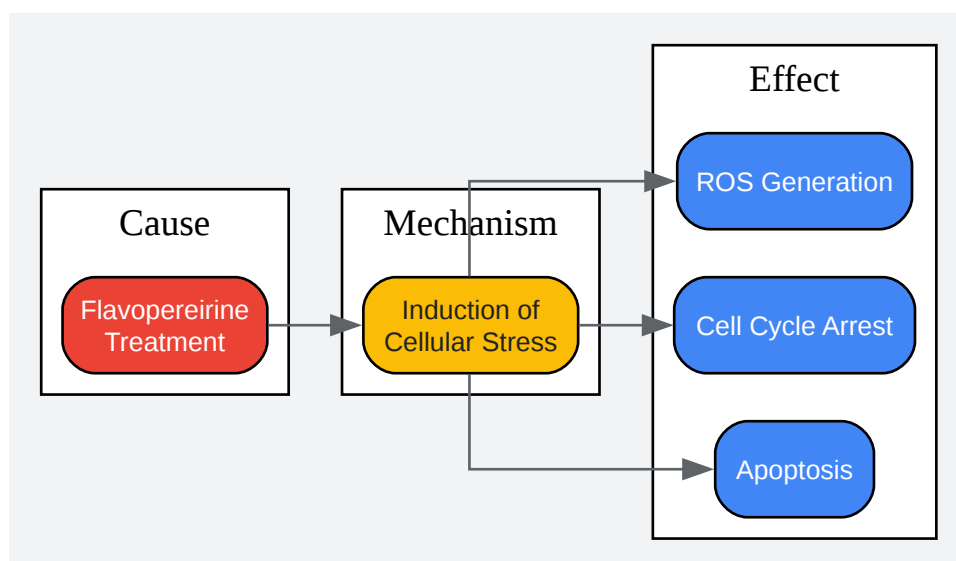 Cause
Flavopereirine
Treatment
Mechanism
Induction of
Cellular Stress
Effect
ROS Generation
Cell Cycle Arrest
Apoptosis